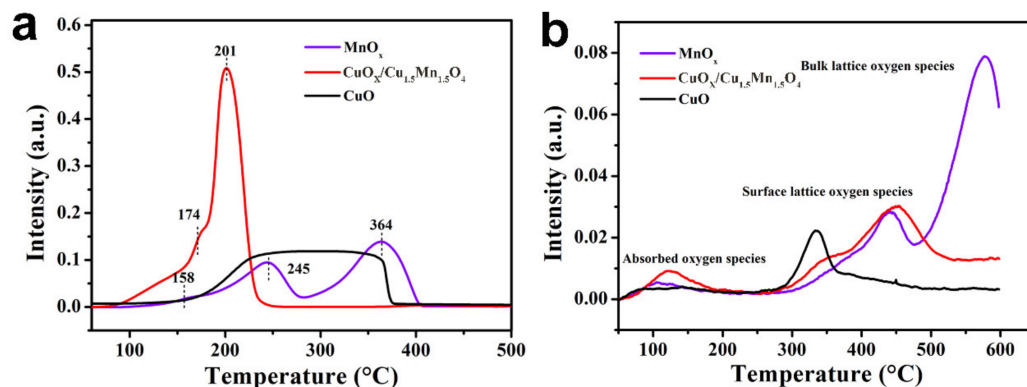 a
0.6
0.5
0.4
0.3
0.2
0.1
0.0
Intensity (a.u.)
201
174
158
245
364
MnOₓ
CuOX/Cu1.5Mn1.5O4
CuO
100
200
300
400
500
Temperature (°C)
b
0.08
0.06
0.04
0.02
0.00
Intensity (a.u.)
MnOₓ
CuOX/Cu1.5Mn1.5O4
CuO
Bulk lattice oxygen species
Surface lattice oxygen species
Absorbed oxygen species
100
200
300
400
500
600
Temperature (°C)